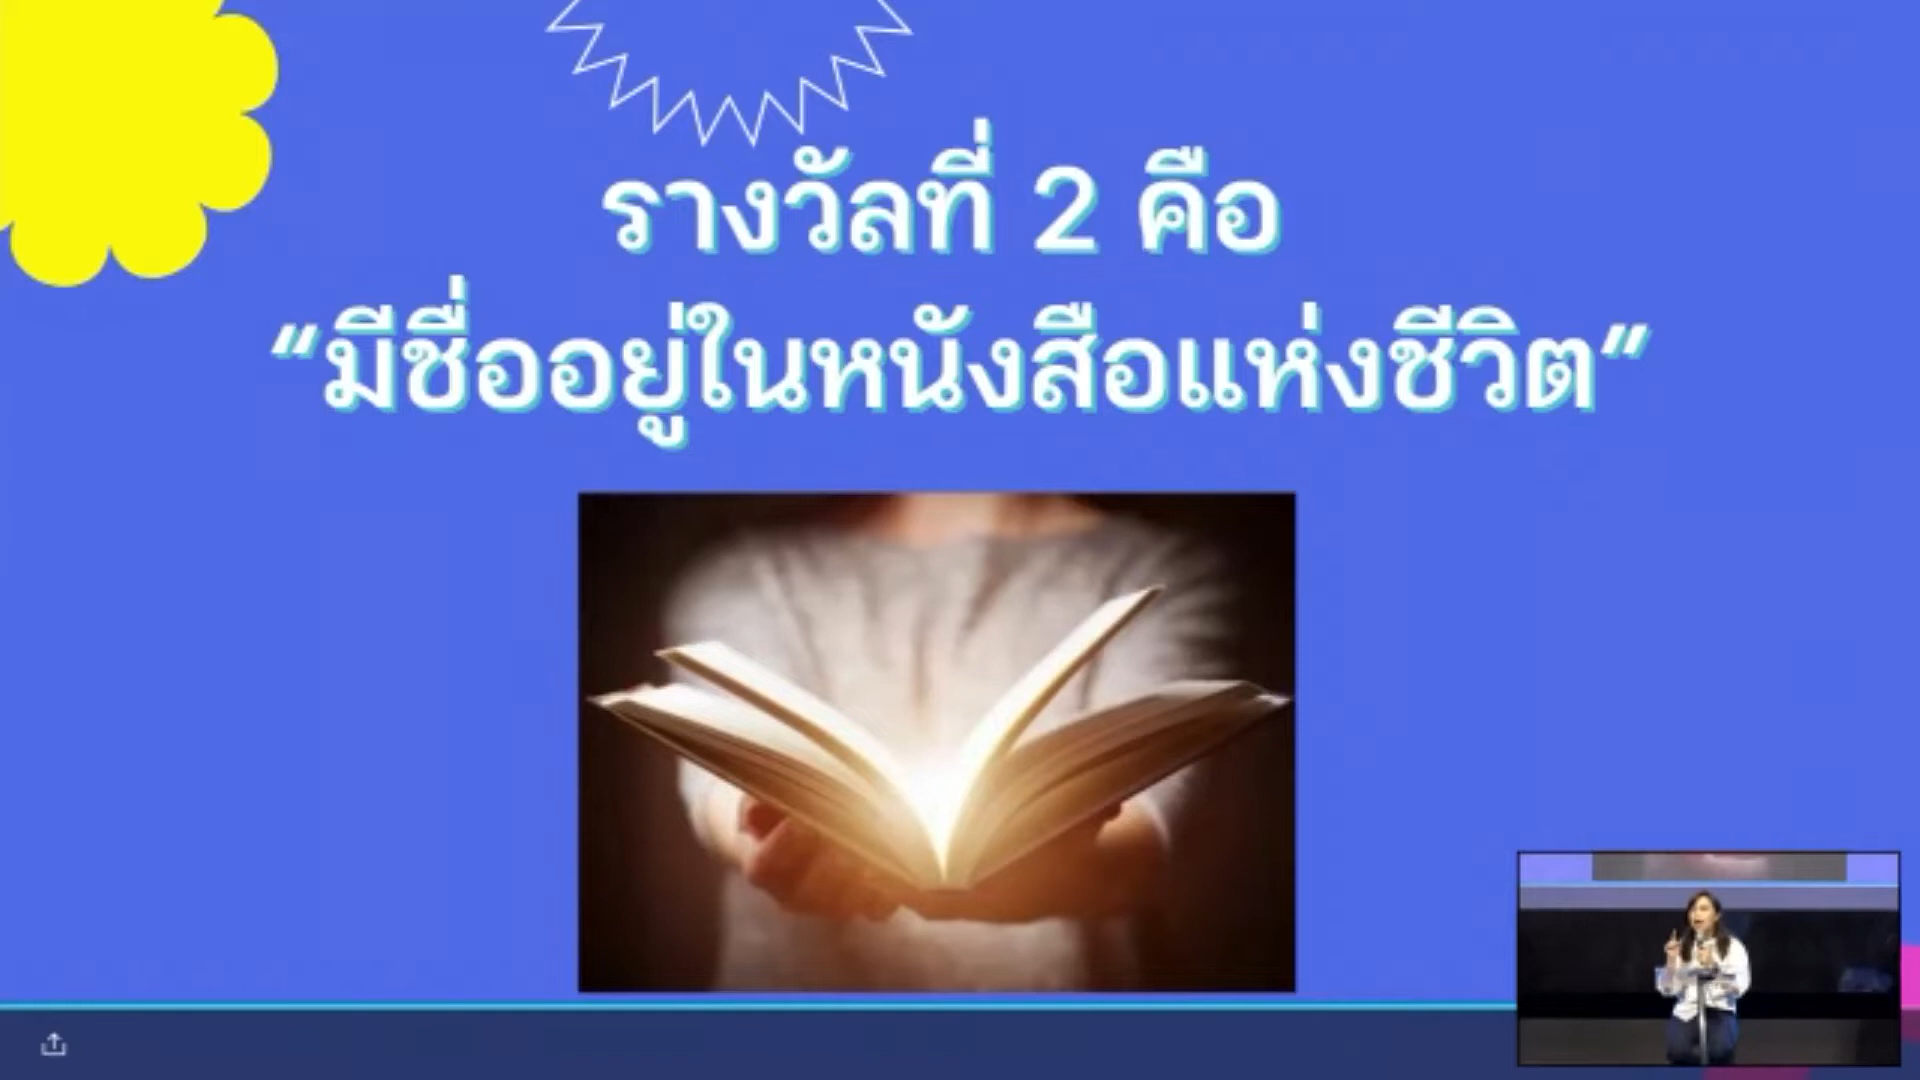 รางวัลที่ 2 คือ
“มีชื่ออยู่ในหนังสือแห่งชีวิต”